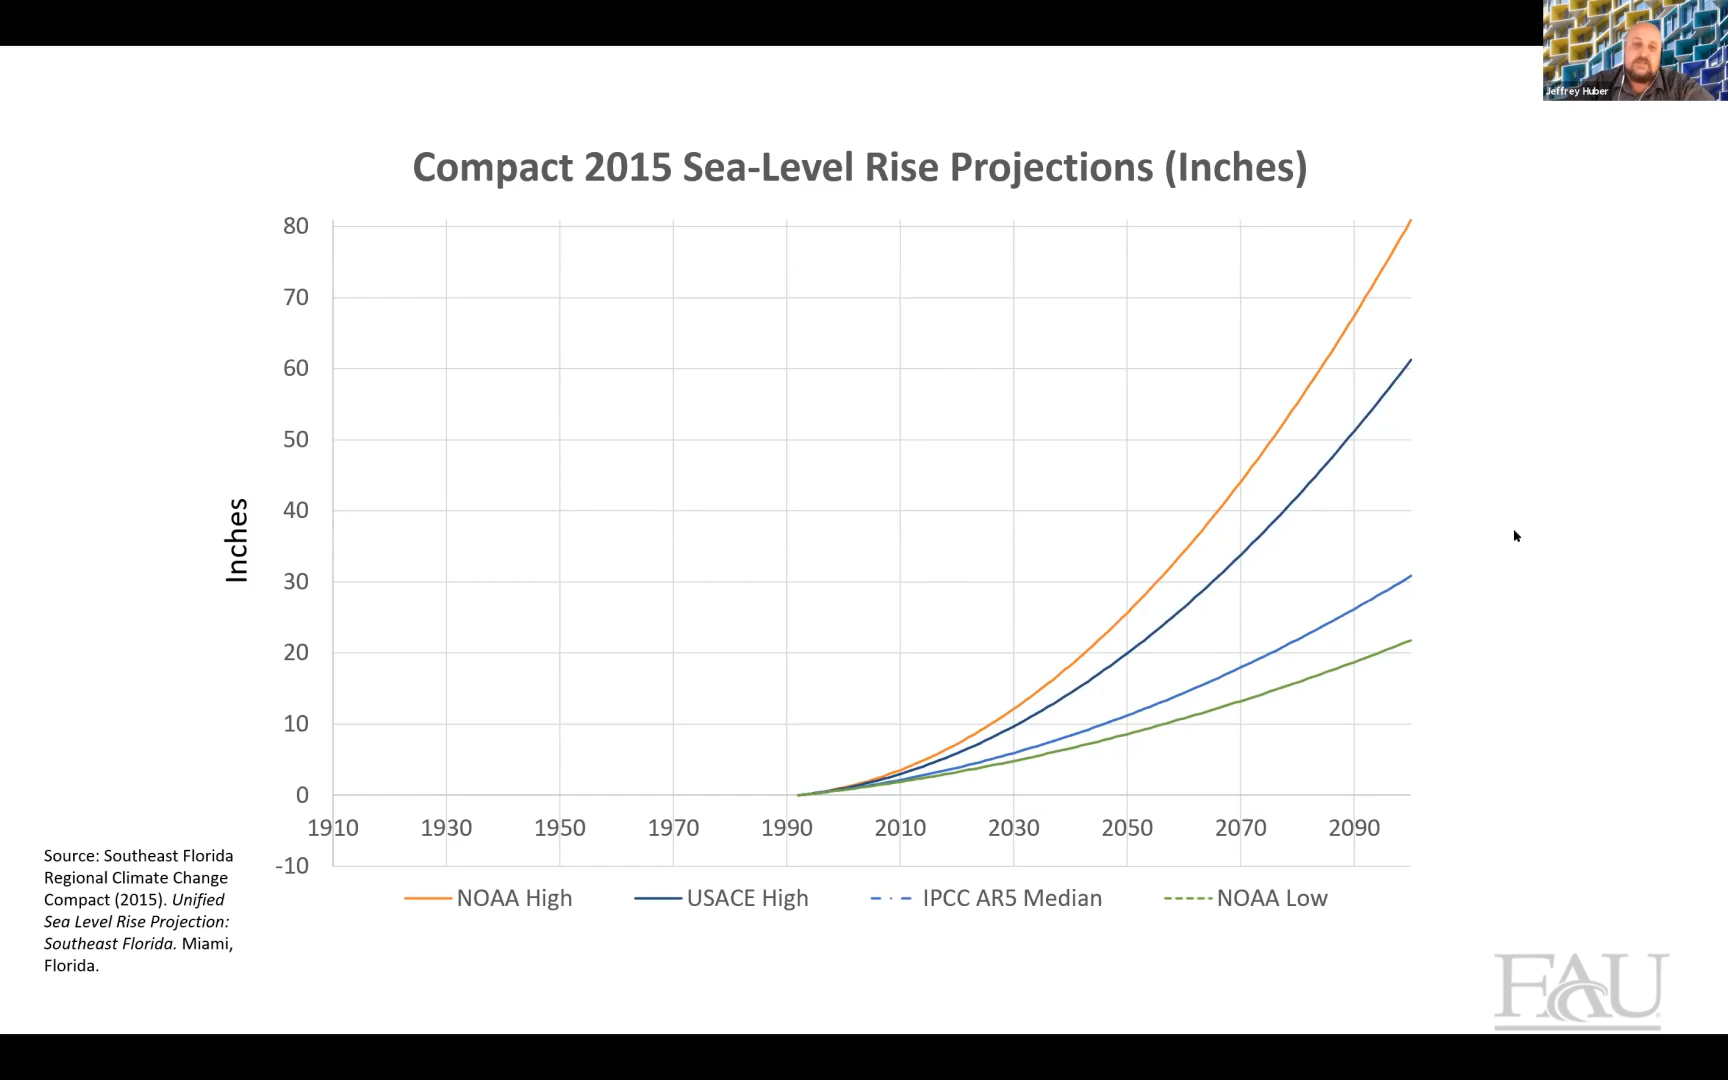 Jeffrey Huber
Compact 2015 Sea-Level Rise Projections (Inches)
80
70
60
50
40
30
20
10
0
-10
Inches
1910 1930 1950 1970 1990 2010 2030 2050 2070 2090
NOAA High USACE High IPCC AR5 Median NOAA Low
Source: Southeast Florida
Regional Climate Change
Compact (2015). Unified
Sea Level Rise Projection:
Southeast Florida. Miami,
Florida.
FAU